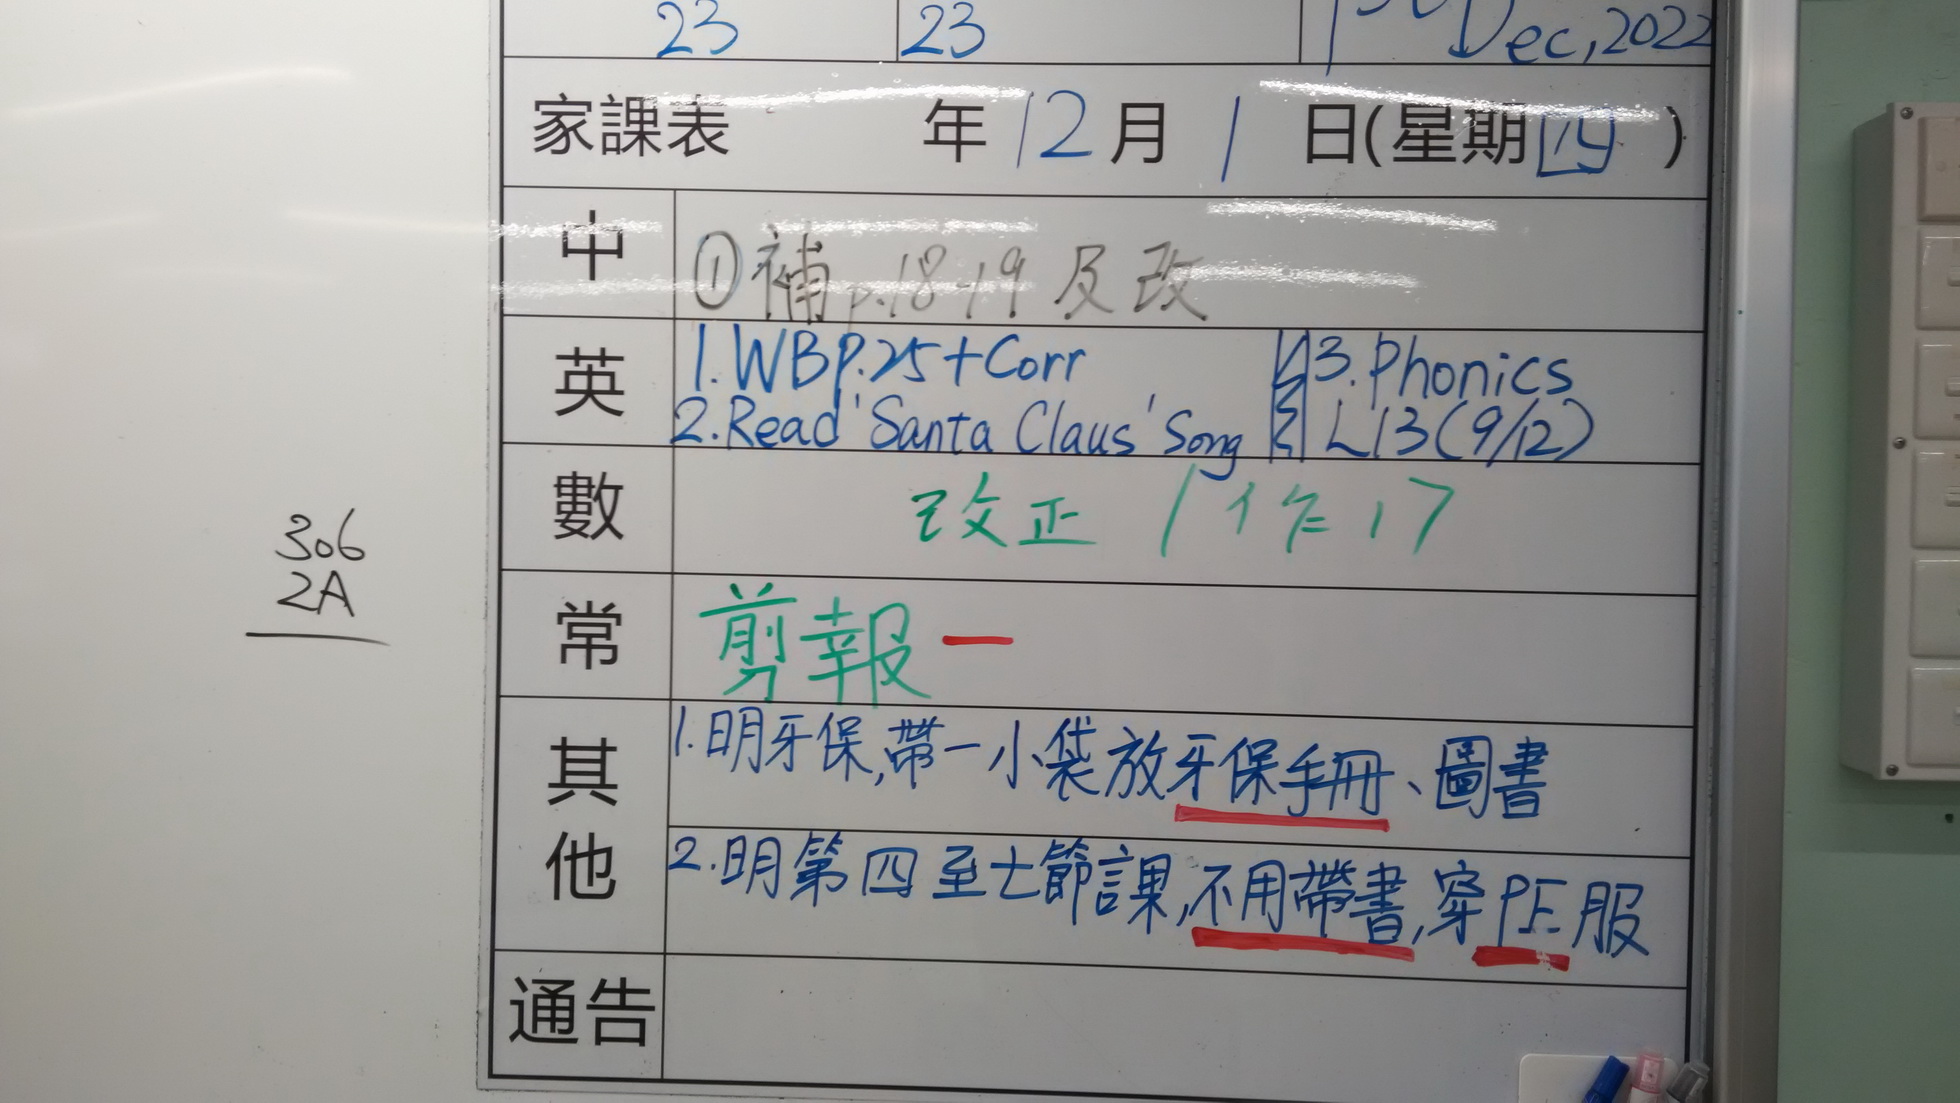 23 23 Dec, 2022
家課表 年 12 月 1 日(星期四)
中 ①補 p.18-19 及改
英 1. WB P.25 + Corr
2. Read 'Santa Claus' Song
3. Phonics
L13 (9/12)
數 改正 / 作17
常 剪報一
其他 1. 明牙保,帶一小袋放牙保手冊、圖書
2. 明第四至七節課,不用帶書,穿PE服
通告
306
2A